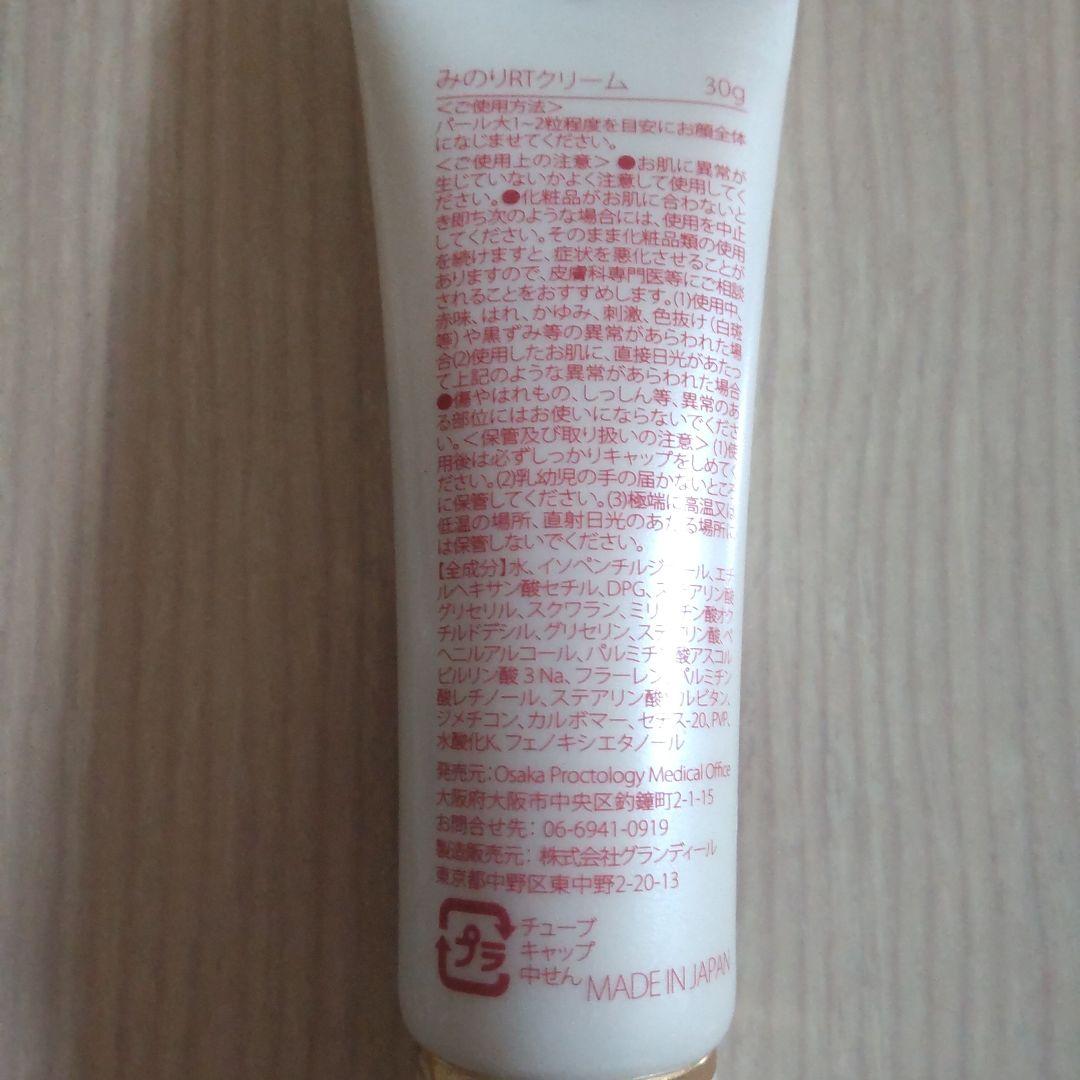 みのりRTクリーム 30g
＜ご使用方法＞
パール大1~2粒程度を目安にお顔全体
になじませてください。
＜ご使用上の注意＞●お肌に異常が
生じていないかよく注意して使用してく
ださい。●化粧品がお肌に合わないと
き即ち次のような場合には、使用を中止
してください。そのまま化粧品類の使用
を続けますと、症状を悪化させることが
ありますので、皮膚科専門医等にご相談
されることをおすすめします。(1)使用中、
赤味、はれ、かゆみ、刺激、色抜け(白斑
等)や黒ずみ等の異常があらわれた場
合(2)使用したお肌に、直接日光があたっ
て上記のような異常があらわれた場合
●傷やはれもの、しっしん等、異常のあ
る部位にはお使いにならないでくださ
い。＜保管及び取り扱いの注意＞(1)使
用後は必ずしっかりキャップをしめてく
ださい。(2)乳幼児の手の届かないところ
に保管してください。(3)極端に高温又は
低温の場所、直射日光のあたる場所に
は保管しないでください。
【全成分】水、イソペンチルジオール、エチ
ルヘキサン酸セチル、DPG、ステアリン酸
グリセリル、スクワラン、ミリスチン酸オク
チルドデシル、グリセリン、ステアリン酸、ベ
ヘニルアルコール、パルミチン酸アスコル
ビルリン酸3Na、フラーレン、パルミチン
酸レチノール、ステアリン酸ソルビタン、
ジメチコン、カルボマー、セテス-20、PVP、
水酸化K、フェノキシエタノール
発売元：Osaka Proctology Medical Office
大阪府大阪市中央区釣鐘町2-1-15
お問合せ先： 06-6941-0919
製造販売元： 株式会社グランディール
東京都中野区東中野2-20-13
プラ
チューブ
キャップ
中せん
MADE IN JAPAN